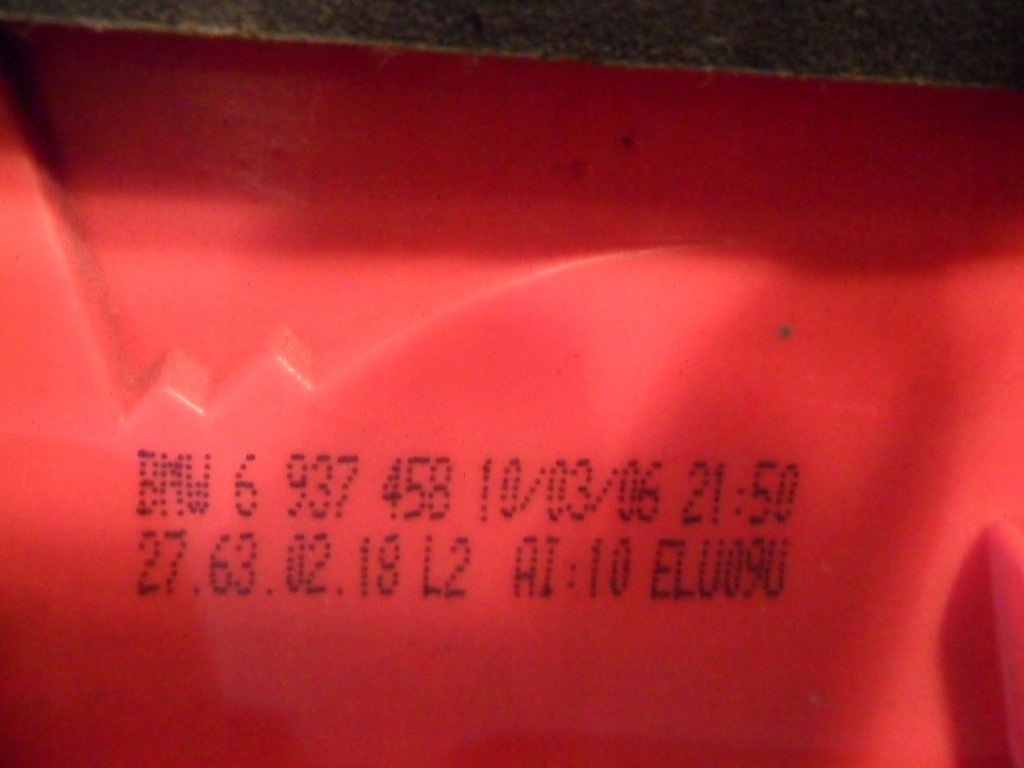 BMW 6 937 458 10/03/06 21:50
27.63.02.18 L2 AI:10 ELU09U